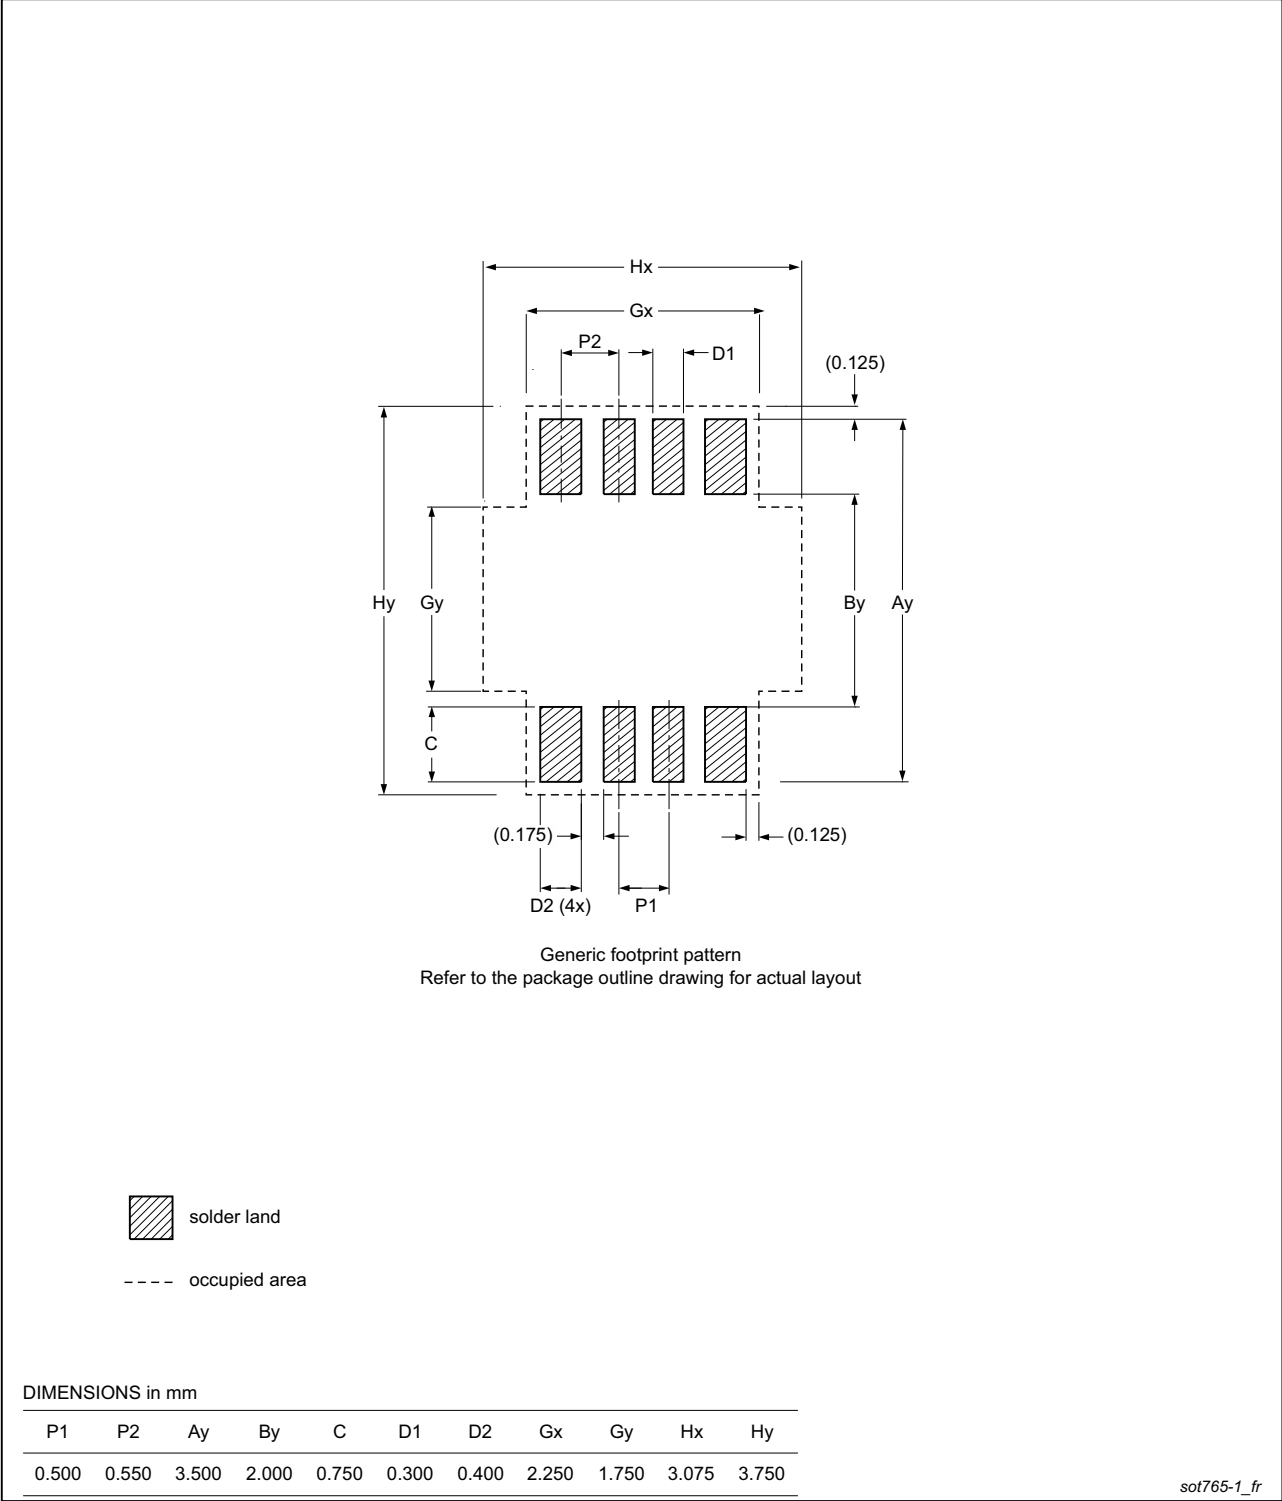 Hx
Gx
P2
D1
(0.125)
Hy Gy By Ay
C
(0.175)
(0.125)
D2 (4x) P1
Generic footprint pattern
Refer to the package outline drawing for actual layout
solder land
occupied area
DIMENSIONS in mm
P1 P2 Ay By C D1 D2 Gx Gy Hx Hy
0.500 0.550 3.500 2.000 0.750 0.300 0.400 2.250 1.750 3.075 3.750
sot765-1_fr